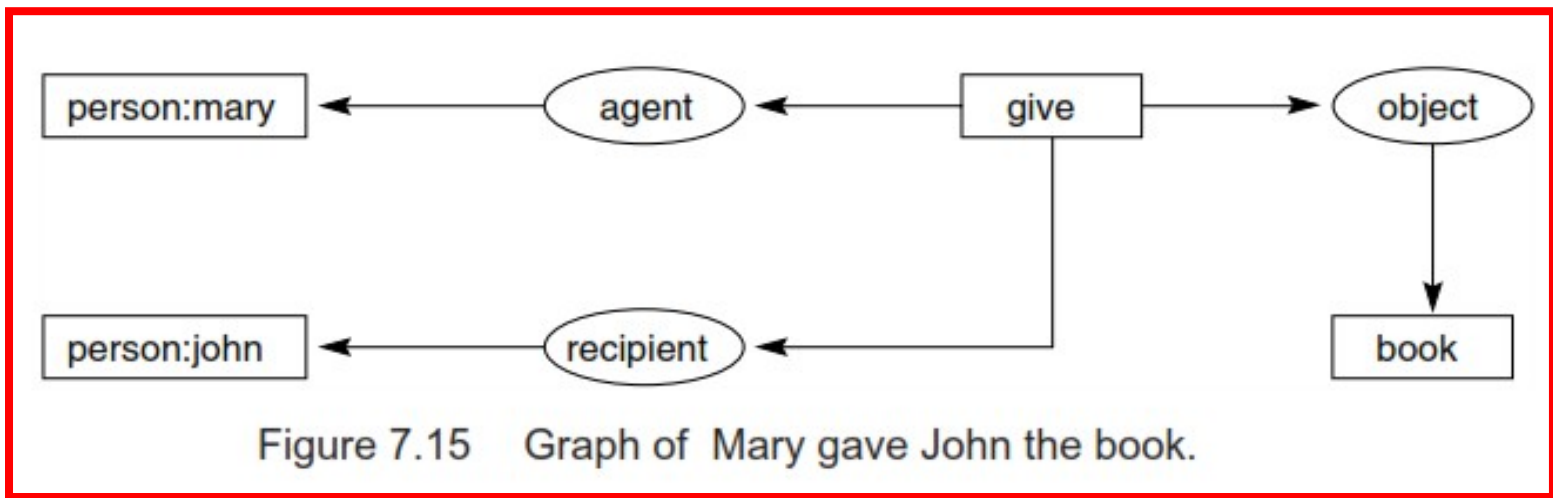 person:mary agent give object
person:john recipient book
Figure 7.15 Graph of Mary gave John the book.